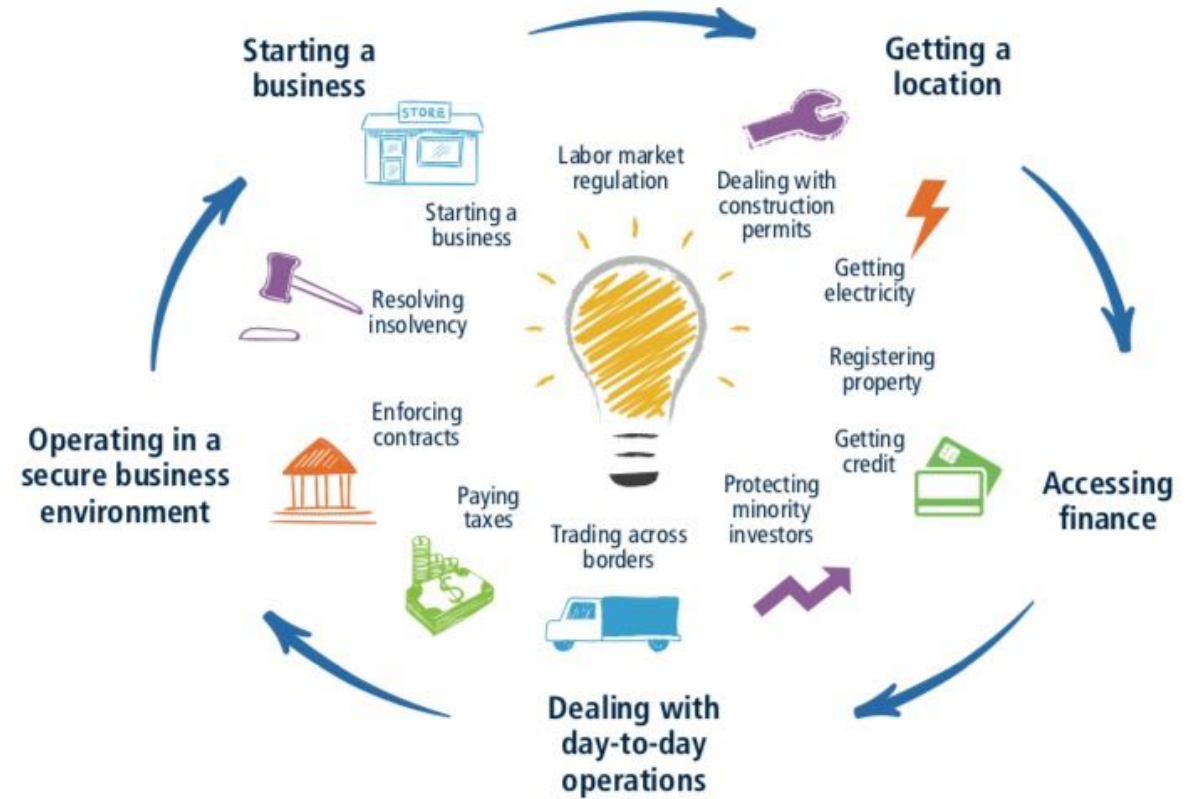 Starting a
business
Getting a
location
STORE
Labor market
regulation
Dealing with
construction
permits
Starting a
business
Getting
electricity
Resolving
insolvency
Registering
property
Enforcing
contracts
Getting
credit
Operating in a
secure business
environment
Accessing
finance
Paying
taxes
Protecting
minority
investors
Trading across
borders
Dealing with
day-to-day
operations